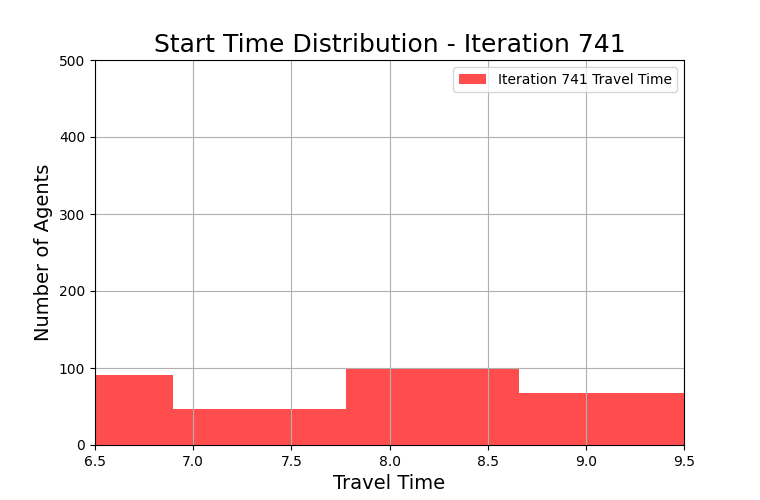 Start Time Distribution - Iteration 741
Iteration 741 Travel Time
Number of Agents
500
400
300
200
100
0
6.5 7.0 7.5 8.0 8.5 9.0 9.5
Travel Time